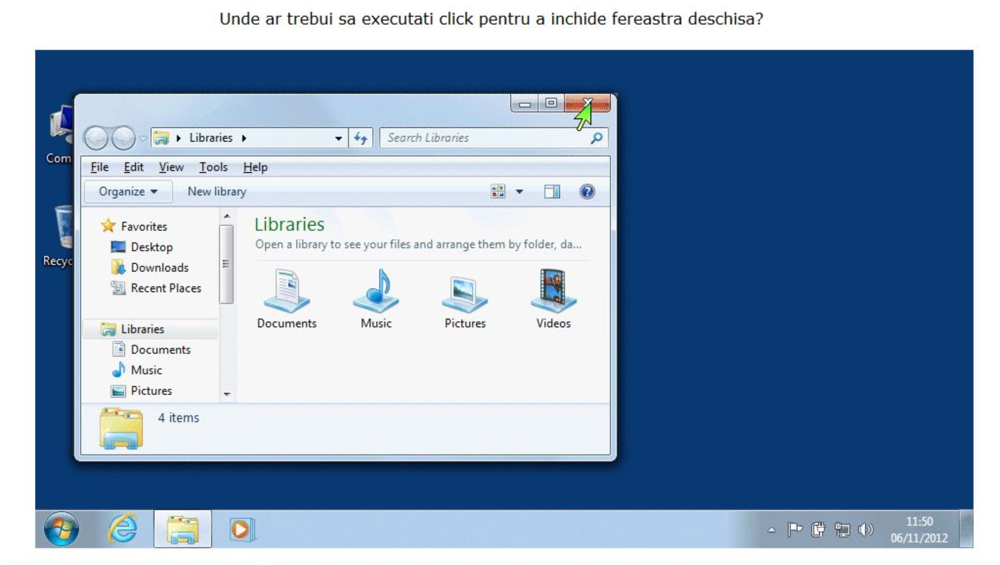 Unde ar trebui sa executati click pentru a inchide fereastra deschisa?
Libraries
Search Libraries
Com
File Edit View Tools Help
Organize New library
Favorites
Desktop
Downloads
Recent Places
Libraries
Documents
Music
Pictures
Libraries
Open a library to see your files and arrange them by folder, da...
Documents Music Pictures Videos
Recyc
4 items
11:50
06/11/2012